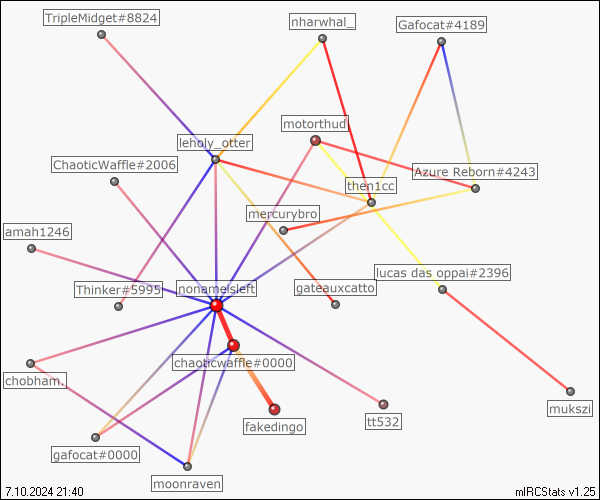 TripleMidget#8824
nharwhal_
Gafocat#4189
motorthud
leholy_otter
ChaoticWaffle#2006
Azure Reborn#4243
then1cc
mercurybro
amah1246
lucas das oppai#2396
Thinker#5995
nonameisleft
gateauxcatto
chaoticwaffle#0000
chobham.
mukszi
tt532
fakedingo
gafocat#0000
moonraven
7.10.2024 21:40
mIRCStats v1.25